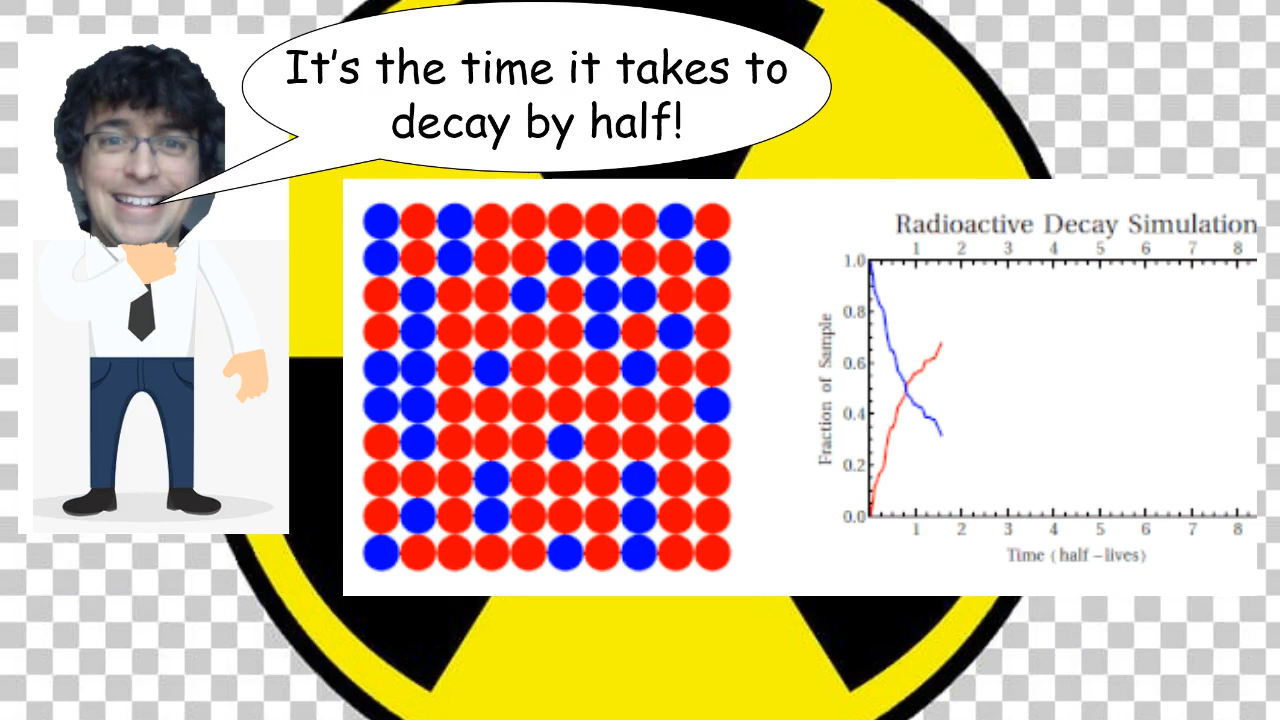 It's the time it takes to
decay by half!
Radioactive Decay Simulation
1 2 3 4 5 6 7 8
1.0
0.8
0.6
0.4
0.2
0.0
Fraction of Sample
1 2 3 4 5 6 7 8
Time (half-lives)